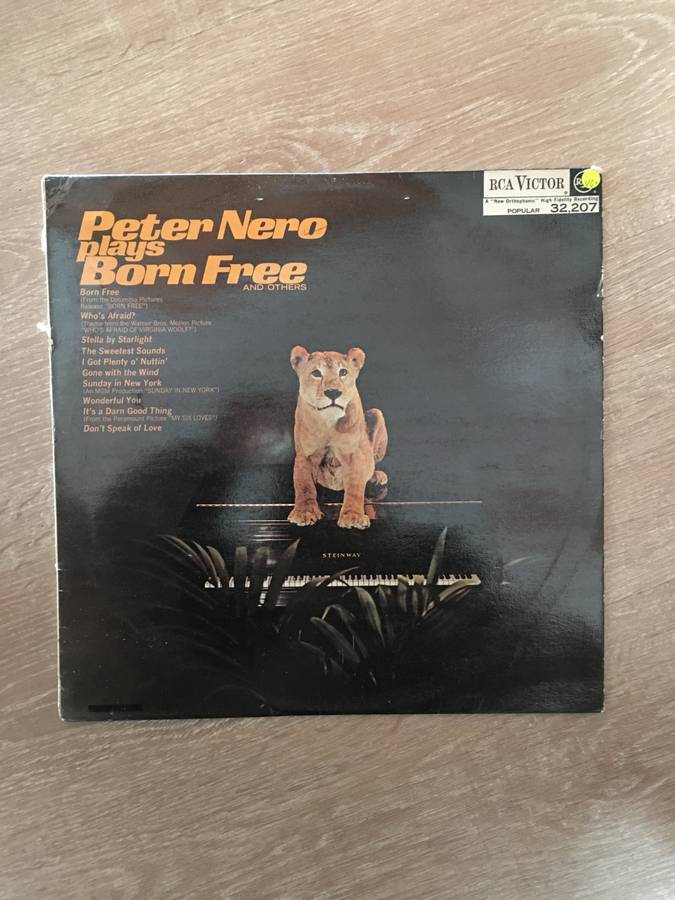 Peter Nero
plays
Born Free
AND OTHERS
Born Free
(From the Columbia Pictures
Release "BORN FREE")
Who's Afraid?
(Theme from the Warner Bros. Motion Picture
"WHO'S AFRAID OF VIRGINIA WOOLF?")
Stella by Starlight
The Sweetest Sounds
I Got Plenty o' Nuttin'
Gone with the Wind
Sunday in New York
(An MGM Production "SUNDAY IN NEW YORK")
Wonderful You
It's a Darn Good Thing
(From the Paramount Picture "MY SIX LOVES")
Don't Speak of Love
RCA VICTOR
A "New Orthophonic" High Fidelity Recording
POPULAR 32,207
STEINWAY